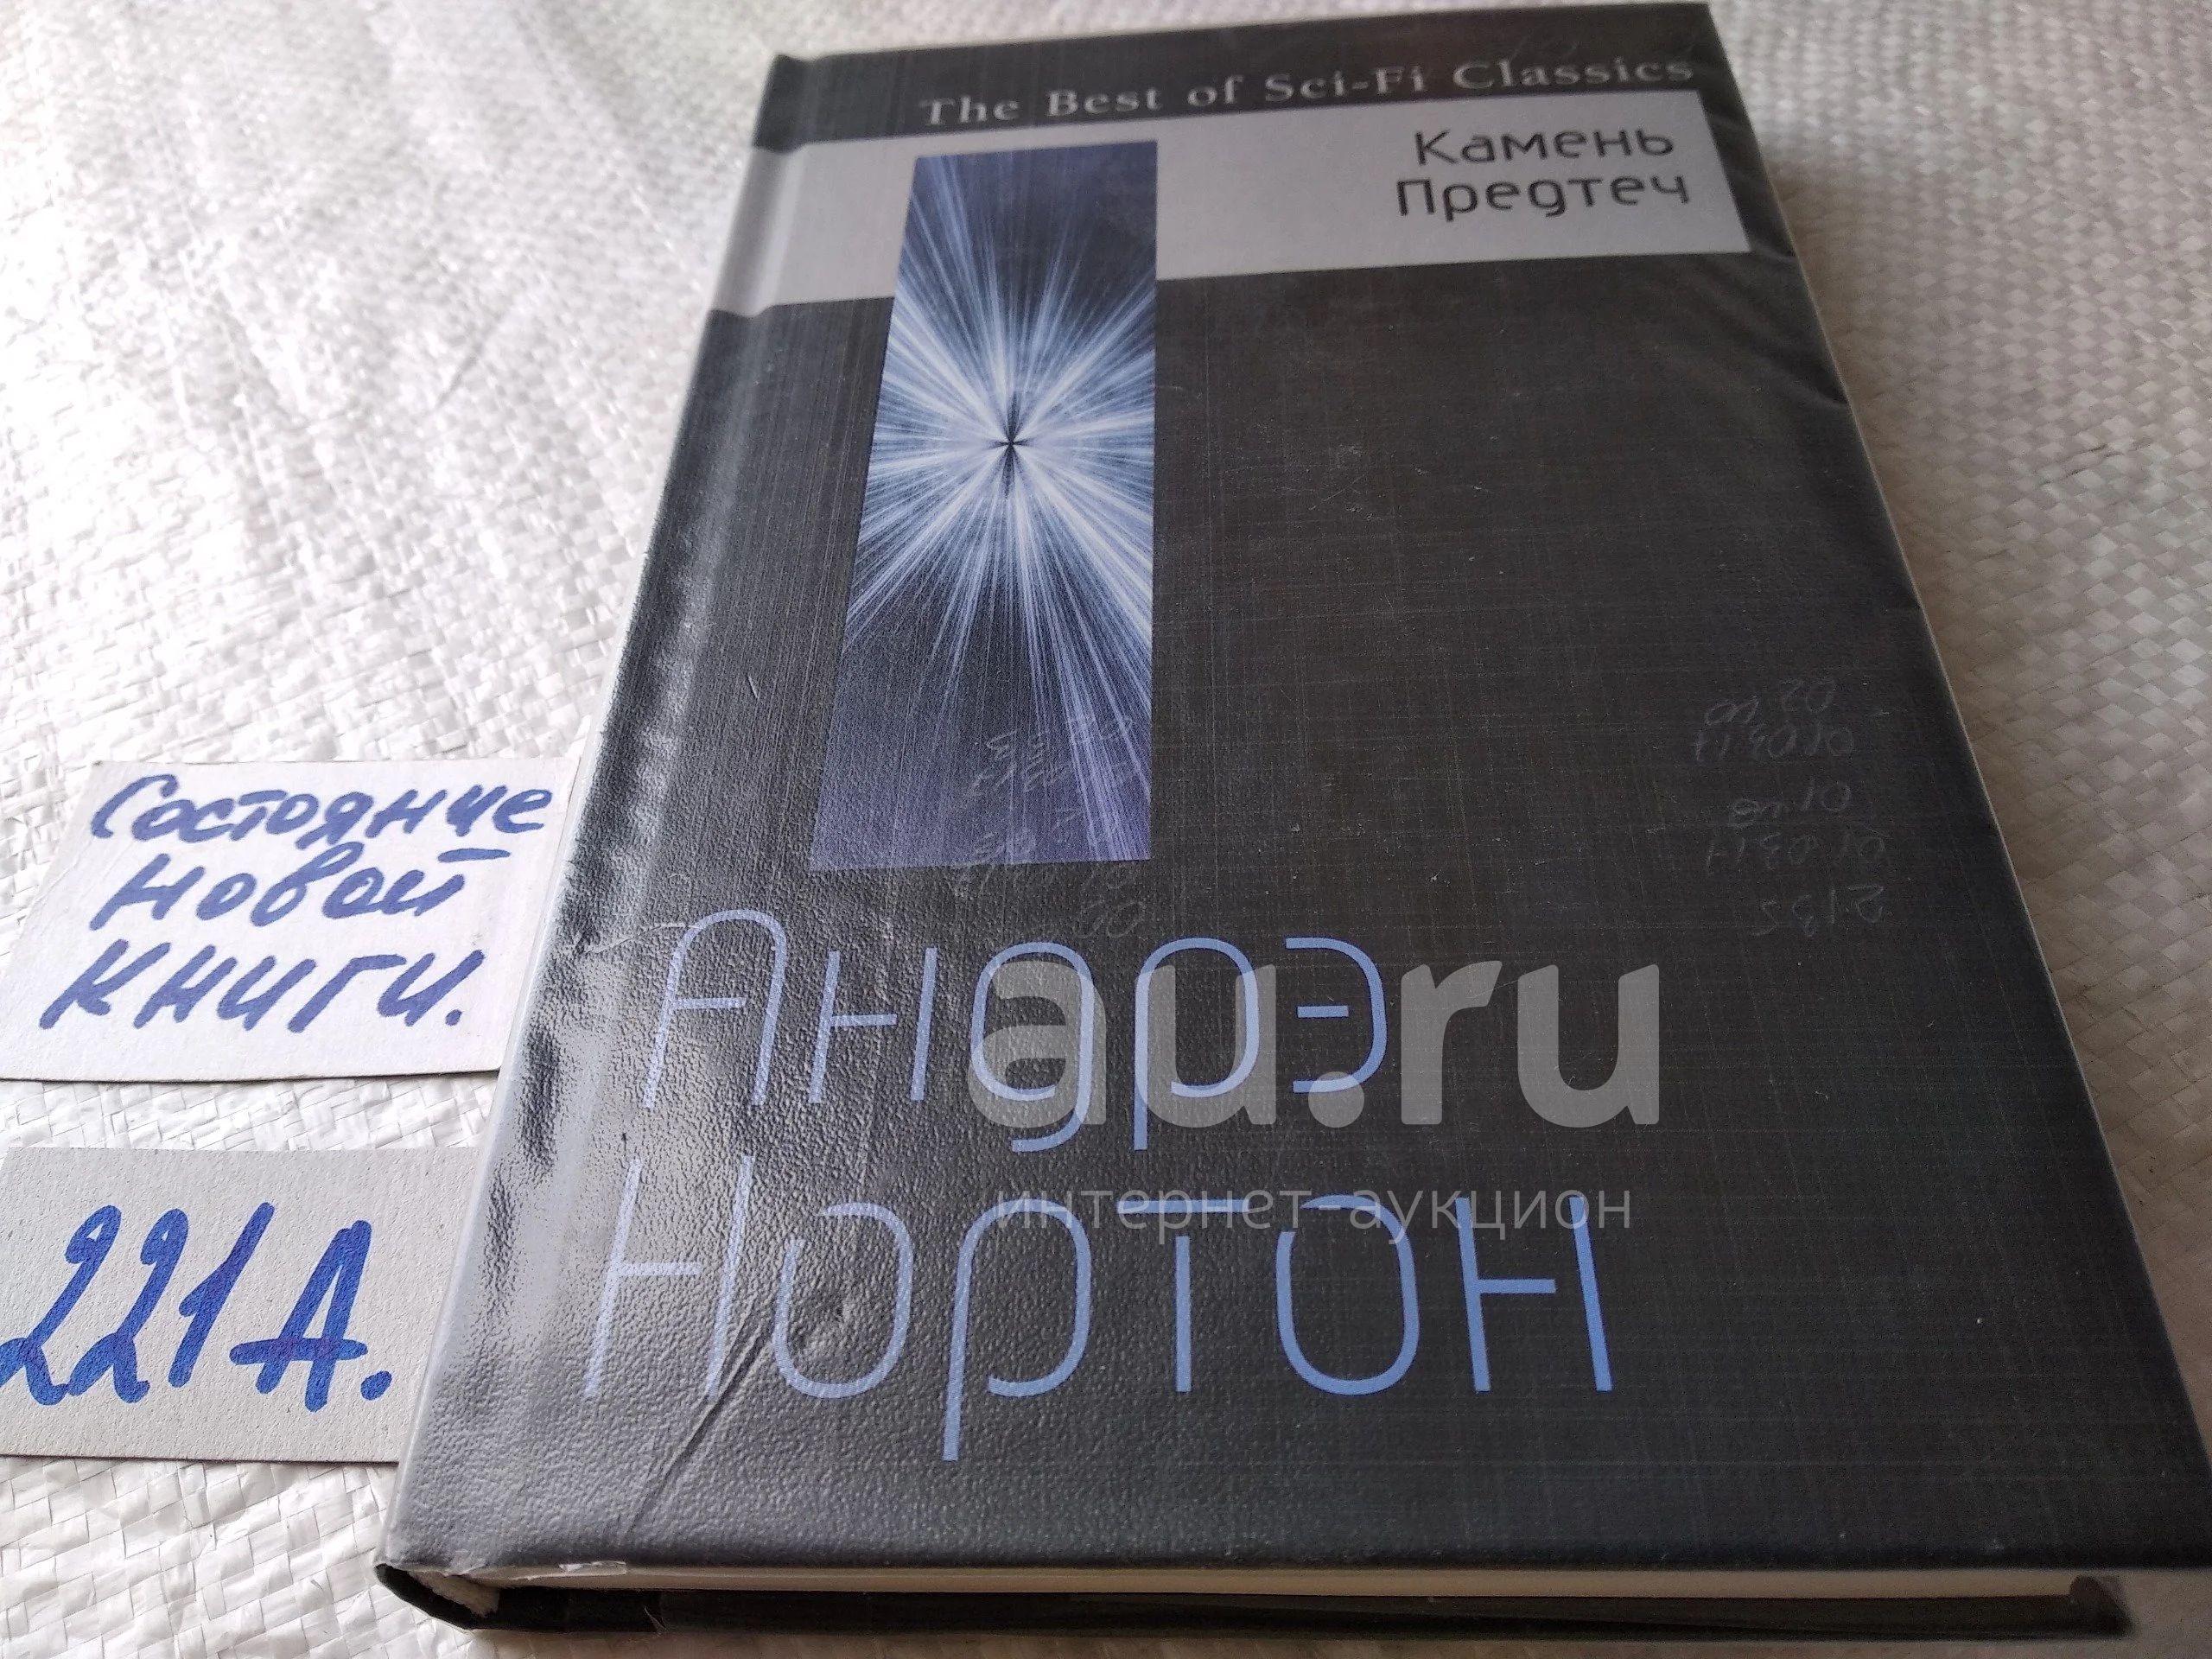 The Best of Sci-Fi Classics
Камень
Предтеч
Состояние
новой
книги.
221А.
Андрэ
Нортон
au.ru
интернет аукцион